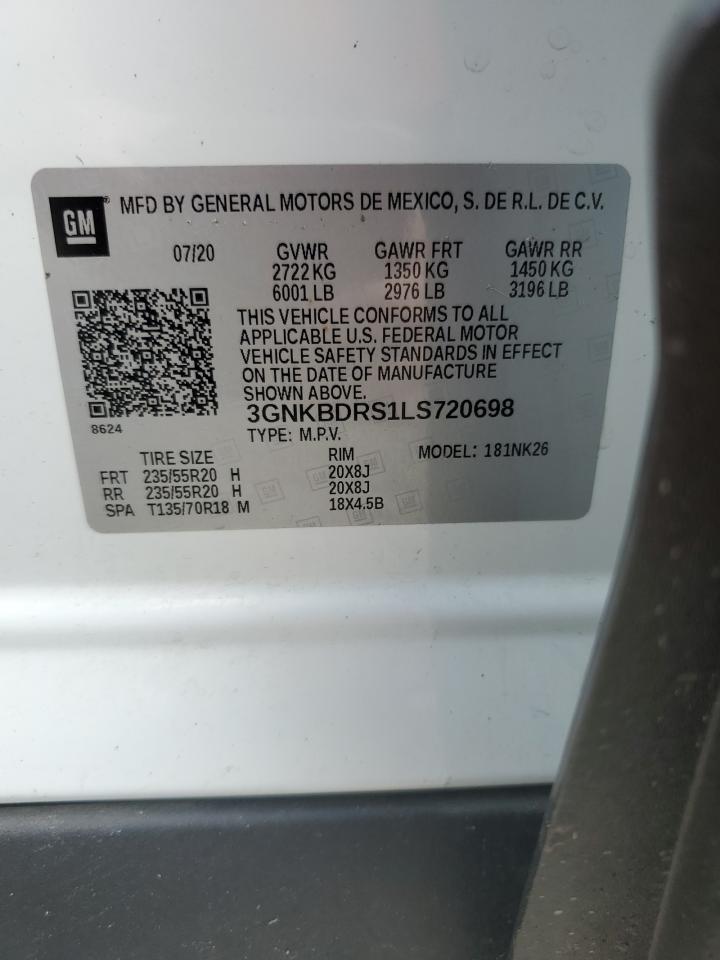 GM ® MFD BY GENERAL MOTORS DE MEXICO, S. DE R.L. DE C.V.
07/20 GVWR GAWR FRT GAWR RR
2722 KG 1350 KG 1450 KG
6001 LB 2976 LB 3196 LB
THIS VEHICLE CONFORMS TO ALL
APPLICABLE U.S. FEDERAL MOTOR
VEHICLE SAFETY STANDARDS IN EFFECT
ON THE DATE OF MANUFACTURE
SHOWN ABOVE.
3GNKBDRS1LS720698
8624
TYPE: M.P.V. MODEL: 181NK26
TIRE SIZE RIM
FRT 235/55R20 H 20X8J
RR 235/55R20 H 20X8J
SPA T135/70R18 M 18X4.5B